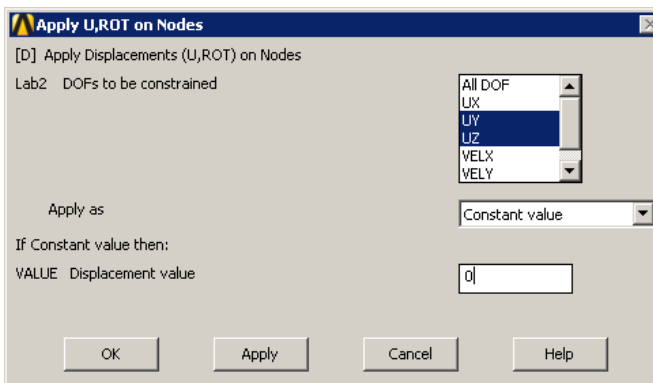 Apply U,ROT on Nodes
[D] Apply Displacements (U,ROT) on Nodes
Lab2 DOFs to be constrained
All DOF
UX
UY
UZ
VELX
VELY
Apply as
Constant value
If Constant value then:
VALUE Displacement value
0
OK Apply Cancel Help